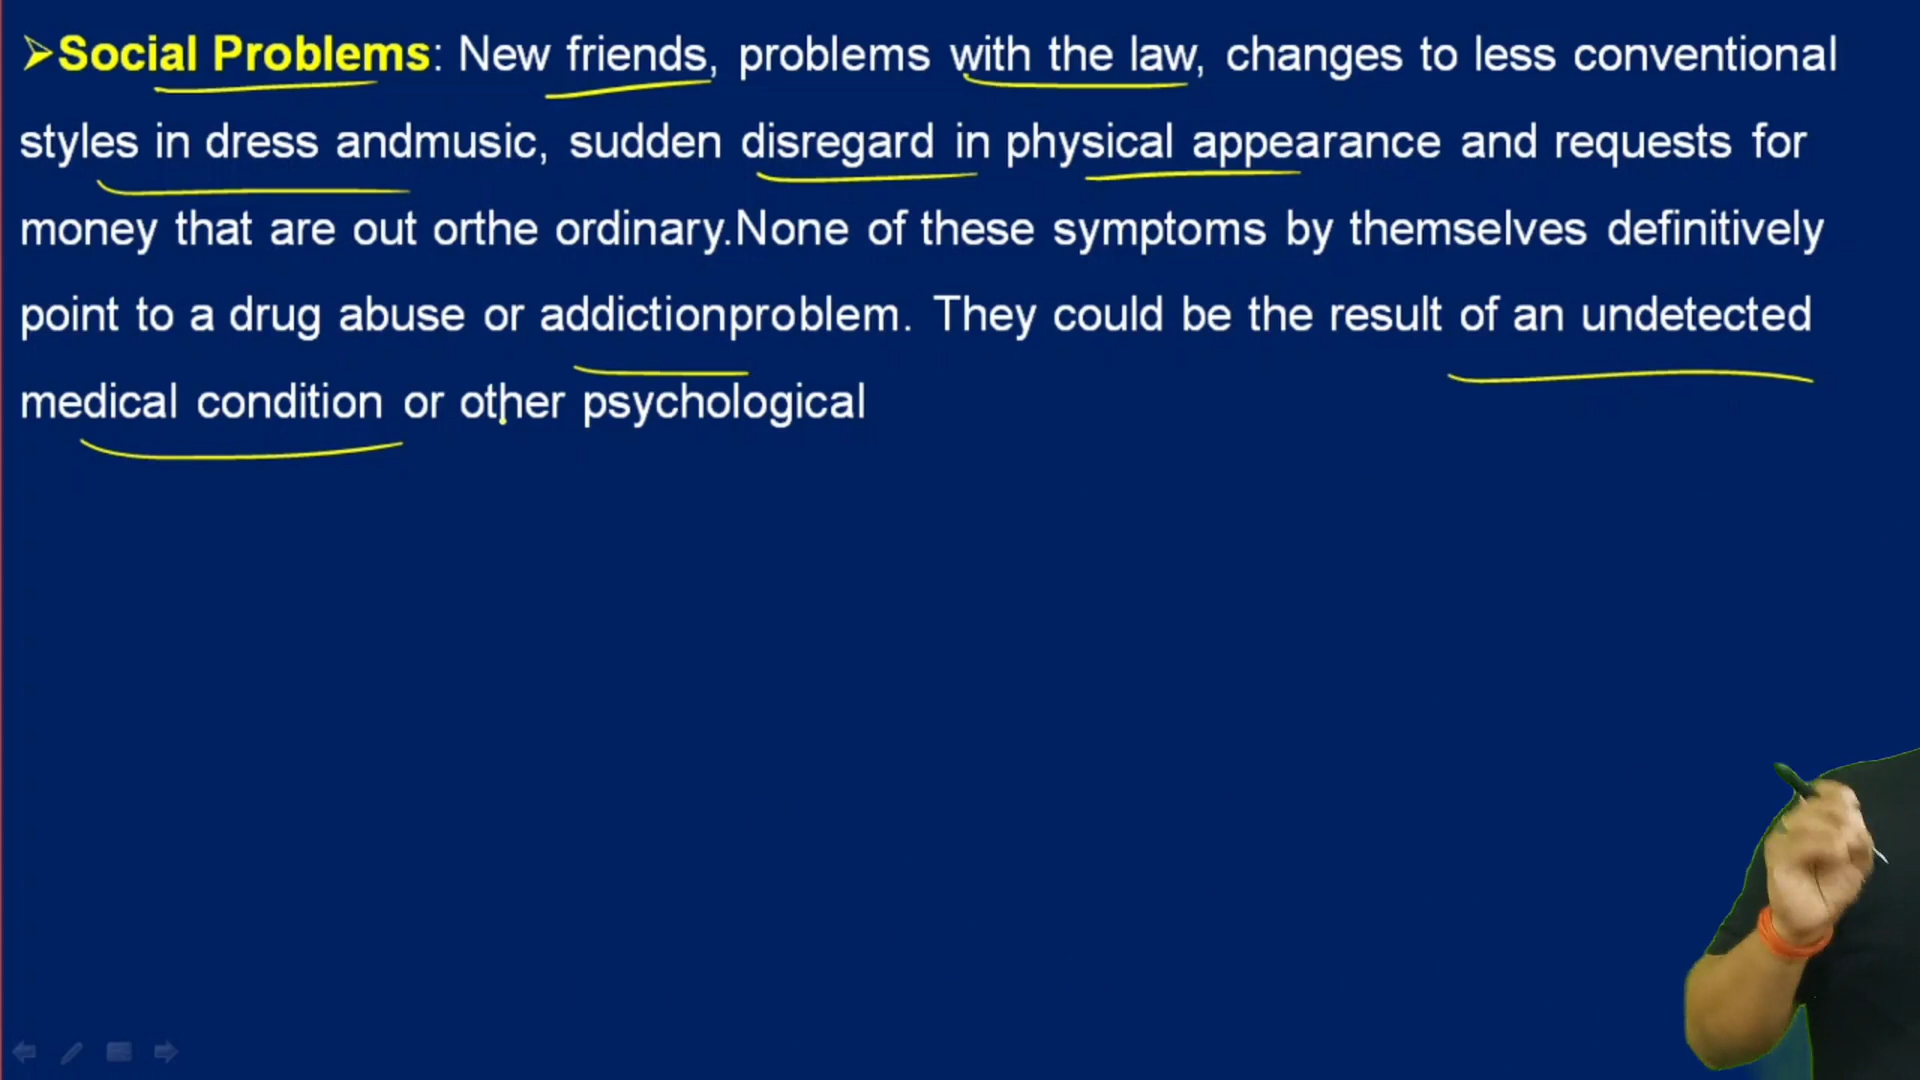 ➢Social Problems: New friends, problems with the law, changes to less conventional
styles in dress andmusic, sudden disregard in physical appearance and requests for
money that are out orthe ordinary.None of these symptoms by themselves definitively
point to a drug abuse or addictionproblem. They could be the result of an undetected
medical condition or other psychological